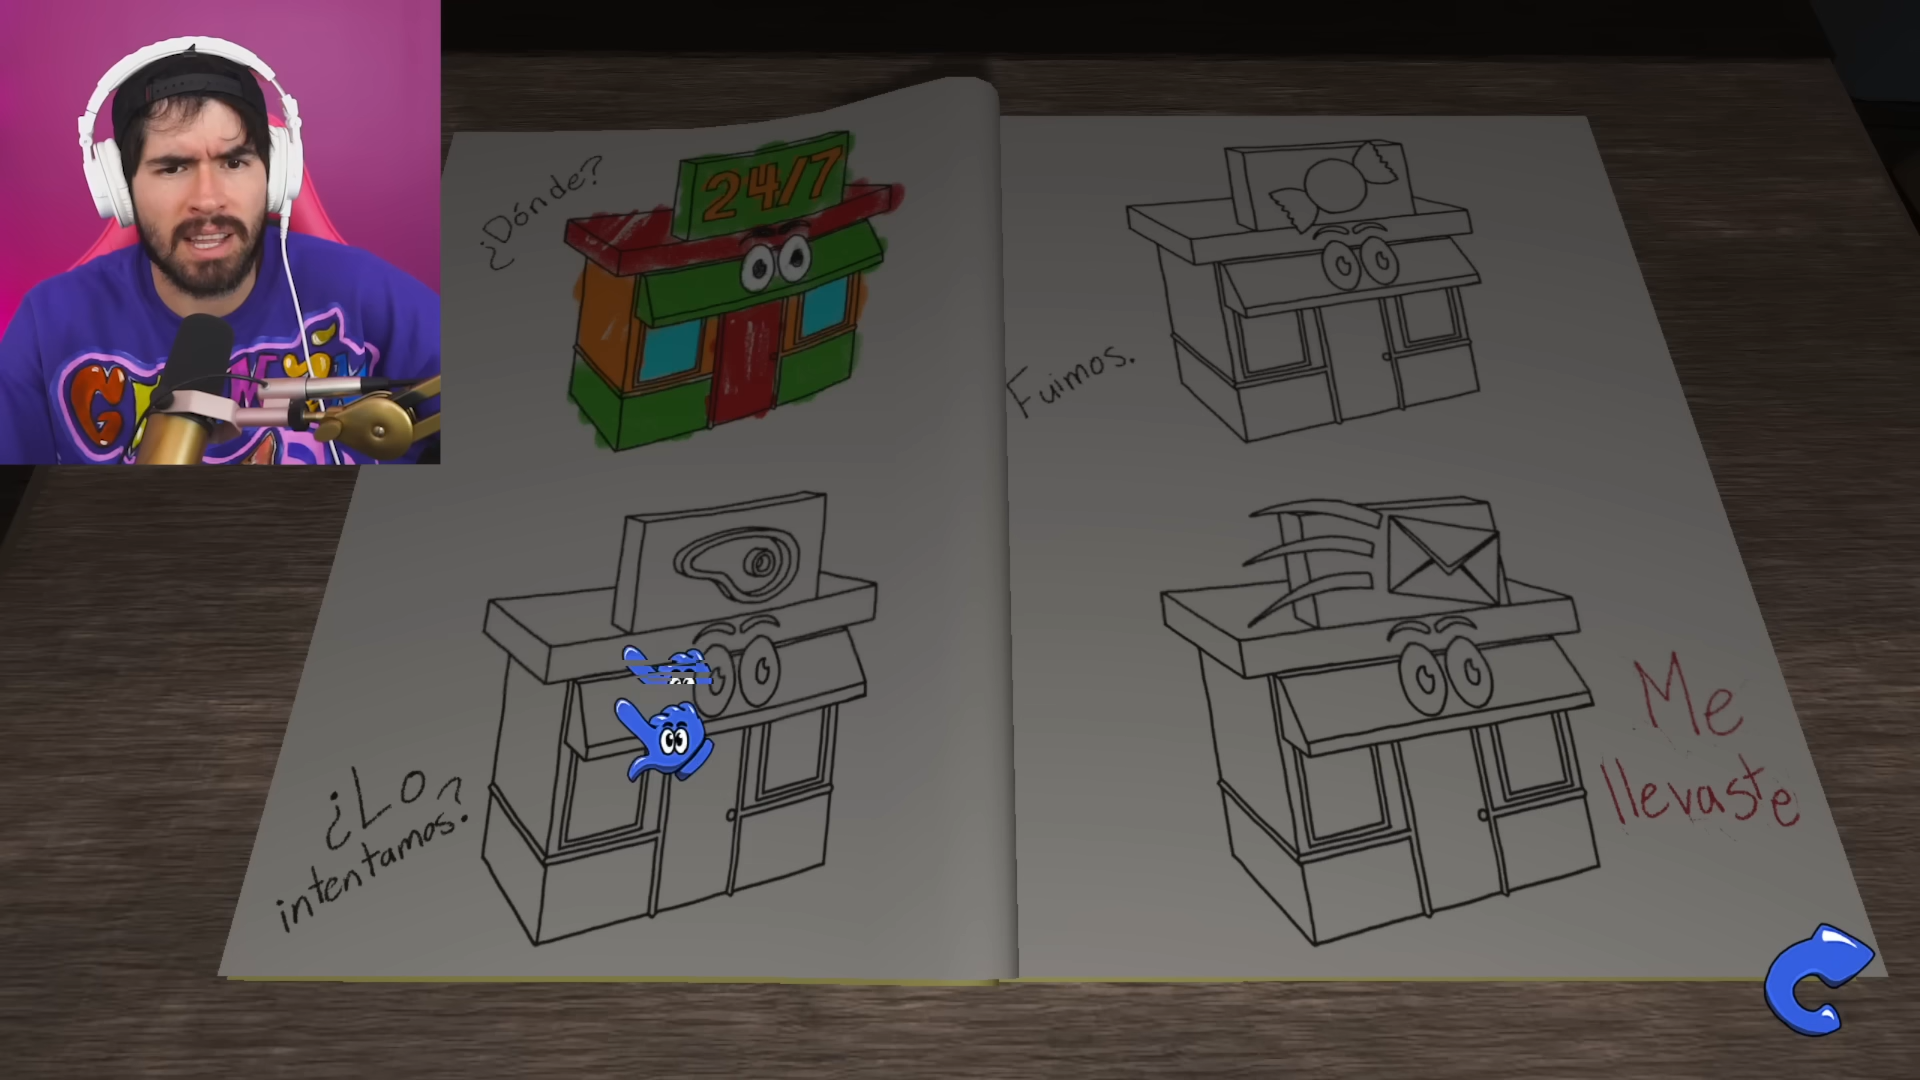 ¿Dónde?
24/7
Fuimos.
¿Lo
intentamos?
Me
llevaste